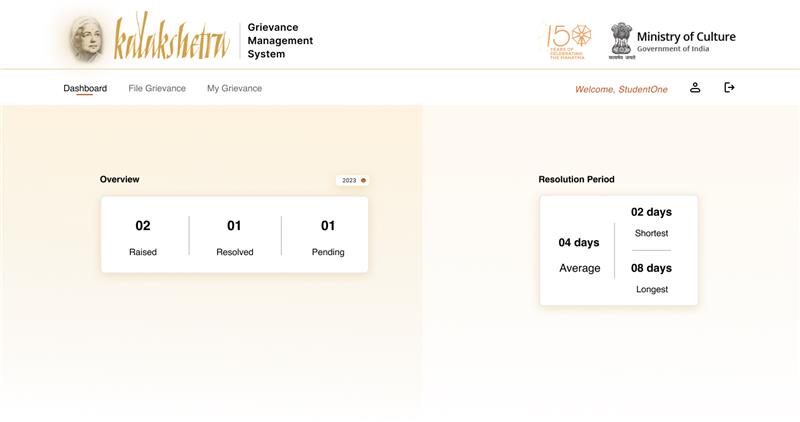 kalakshetra
Grievance
Management
System
150
YEARS OF
CELEBRATING
THE MAHATMA
सत्यमेव जयते
Ministry of Culture
Government of India
Dashboard
File Grievance
My Grievance
Welcome, StudentOne
Overview
2023
02
01
01
Raised
Resolved
Pending
Resolution Period
02 days
Shortest
04 days
Average
08 days
Longest